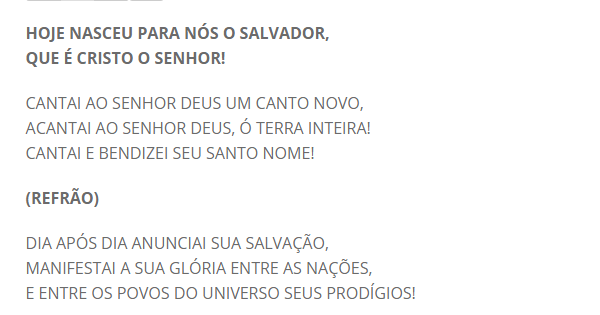 HOJE NASCEU PARA NÓS O SALVADOR,
QUE É CRISTO O SENHOR!
CANTAI AO SENHOR DEUS UM CANTO NOVO,
ACANTAI AO SENHOR DEUS, Ó TERRA INTEIRA!
CANTAI E BENDIZEI SEU SANTO NOME!
(REFRÃO)
DIA APÓS DIA ANUNCIAI SUA SALVAÇÃO,
MANIFESTAI A SUA GLÓRIA ENTRE AS NAÇÕES,
E ENTRE OS POVOS DO UNIVERSO SEUS PRODÍGIOS!